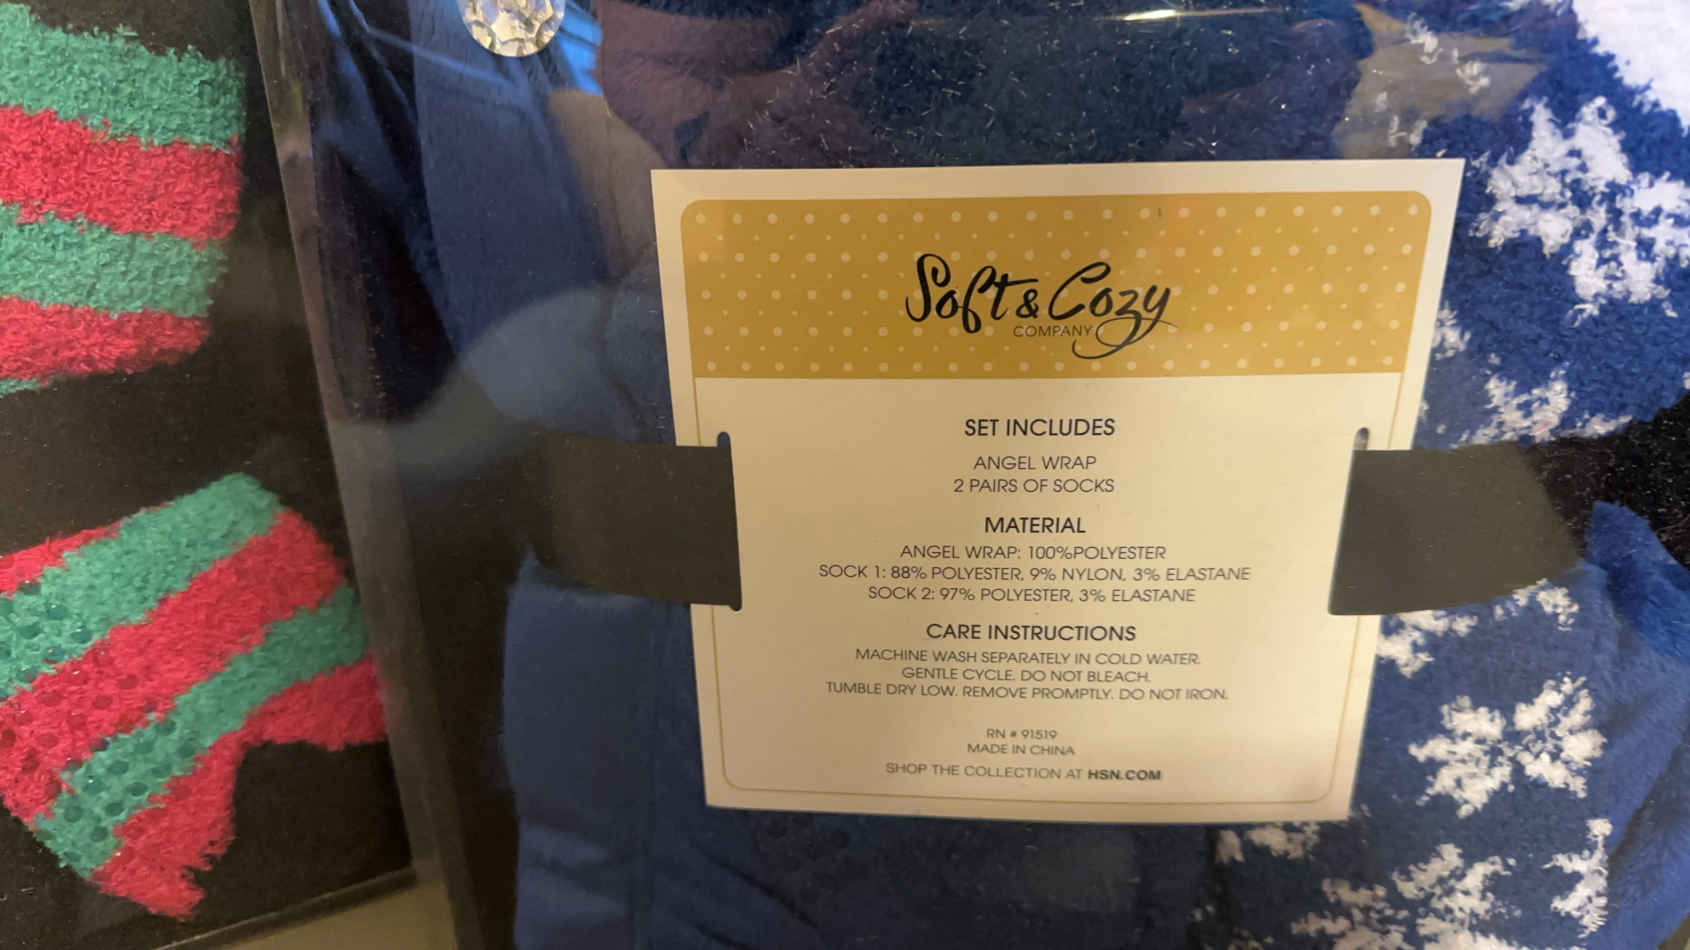 Soft & Cozy
COMPANY
SET INCLUDES
ANGEL WRAP
2 PAIRS OF SOCKS
MATERIAL
ANGEL WRAP: 100%POLYESTER
SOCK 1: 88% POLYESTER, 9% NYLON, 3% ELASTANE
SOCK 2: 97% POLYESTER, 3% ELASTANE
CARE INSTRUCTIONS
MACHINE WASH SEPARATELY IN COLD WATER.
GENTLE CYCLE. DO NOT BLEACH.
TUMBLE DRY LOW. REMOVE PROMPTLY. DO NOT IRON.
RN # 91519
MADE IN CHINA
SHOP THE COLLECTION AT HSN.COM